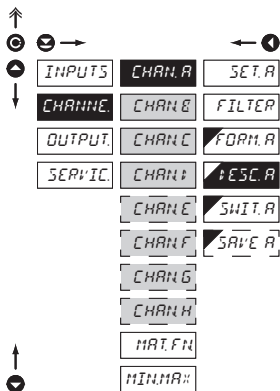 INPUTS CHAN. A SET. A
CHANNE. CHAN. B FILTER
OUTPUT. CHAN. C FORM. A
SERVIC. CHAN. D DESC. A
CHAN. E SWIT. A
CHAN. F SAVE A
CHAN. G
CHAN. H
MAT. FN.
MIN.MAX